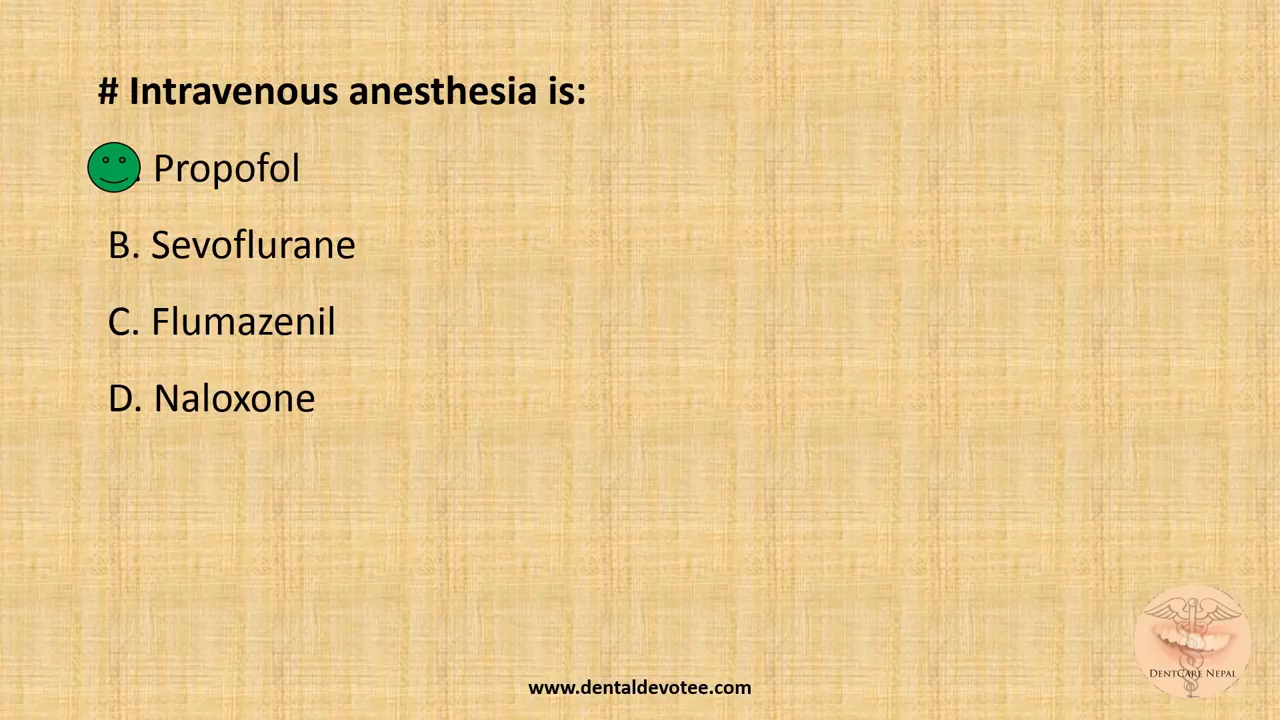 # Intravenous anesthesia is:
. Propofol
B. Sevoflurane
C. Flumazenil
D. Naloxone
DentCare Nepal
www.dentaldevotee.com